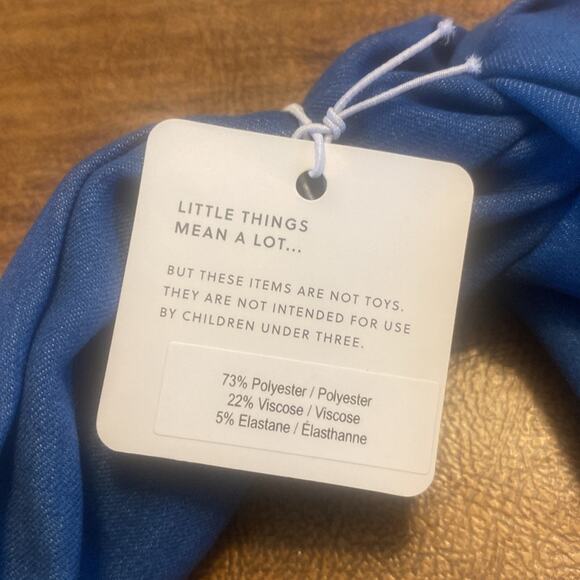 LITTLE THINGS
MEAN A LOT...
BUT THESE ITEMS ARE NOT TOYS.
THEY ARE NOT INTENDED FOR USE
BY CHILDREN UNDER THREE.
73% Polyester / Polyester
22% Viscose / Viscose
5% Elastane / Élasthanne